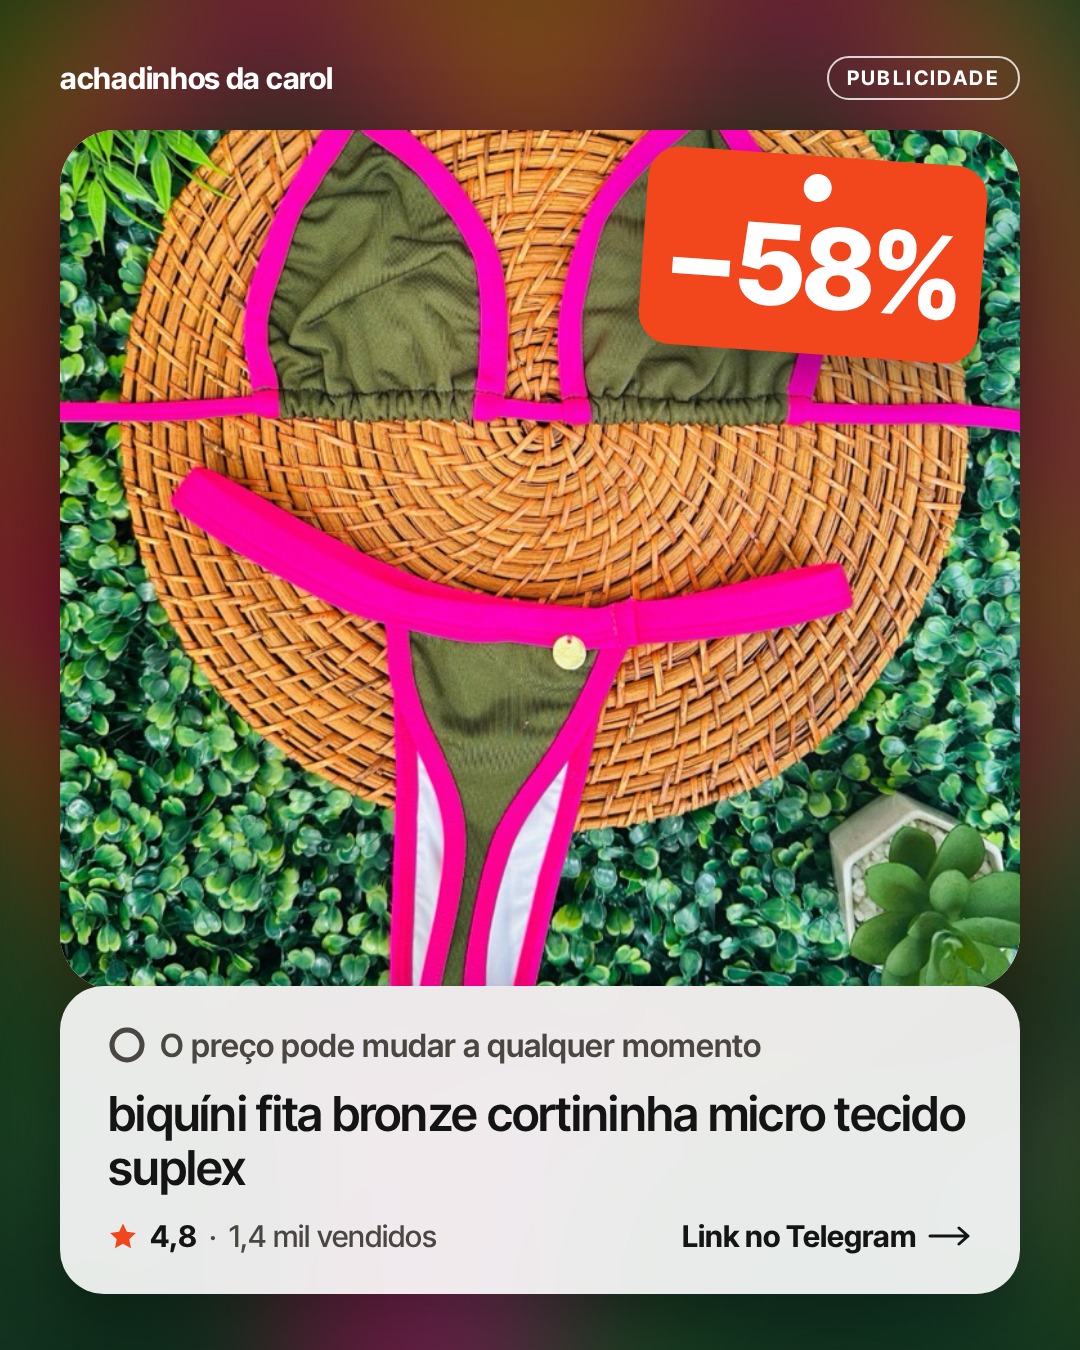 achadinhos da carol
PUBLICIDADE
–58%
O preço pode mudar a qualquer momento
biquíni fita bronze cortininha micro tecido
suplex
4,8 · 1,4 mil vendidos
Link no Telegram →